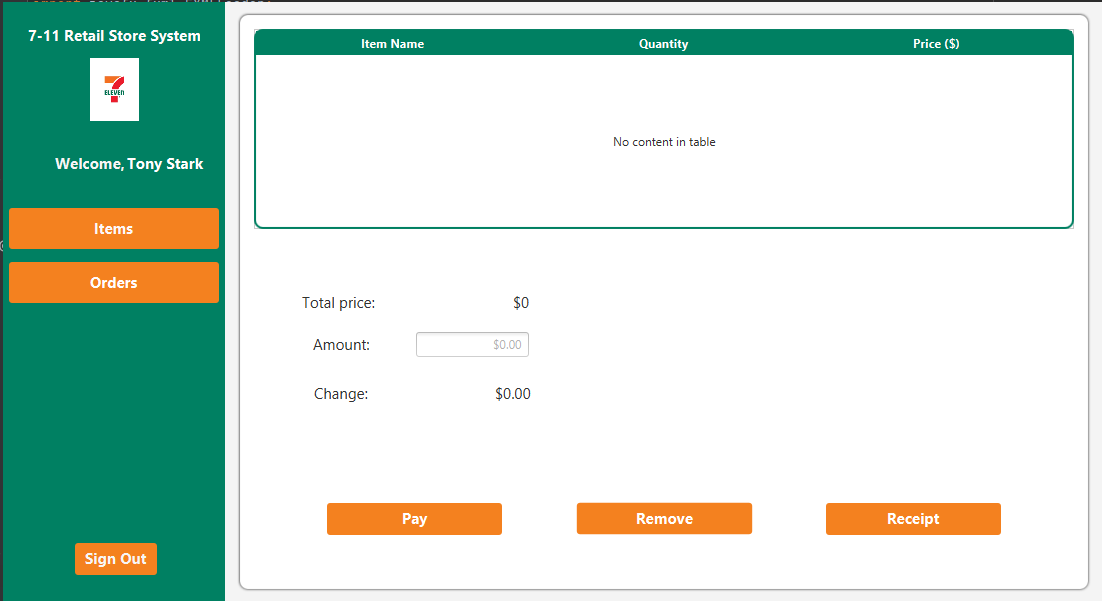 7-11 Retail Store System
ELEVEN
Welcome, Tony Stark
Items
Orders
Sign Out
Item Name Quantity Price ($)
No content in table
Total price: $0
Amount: $0.00
Change: $0.00
Pay Remove Receipt